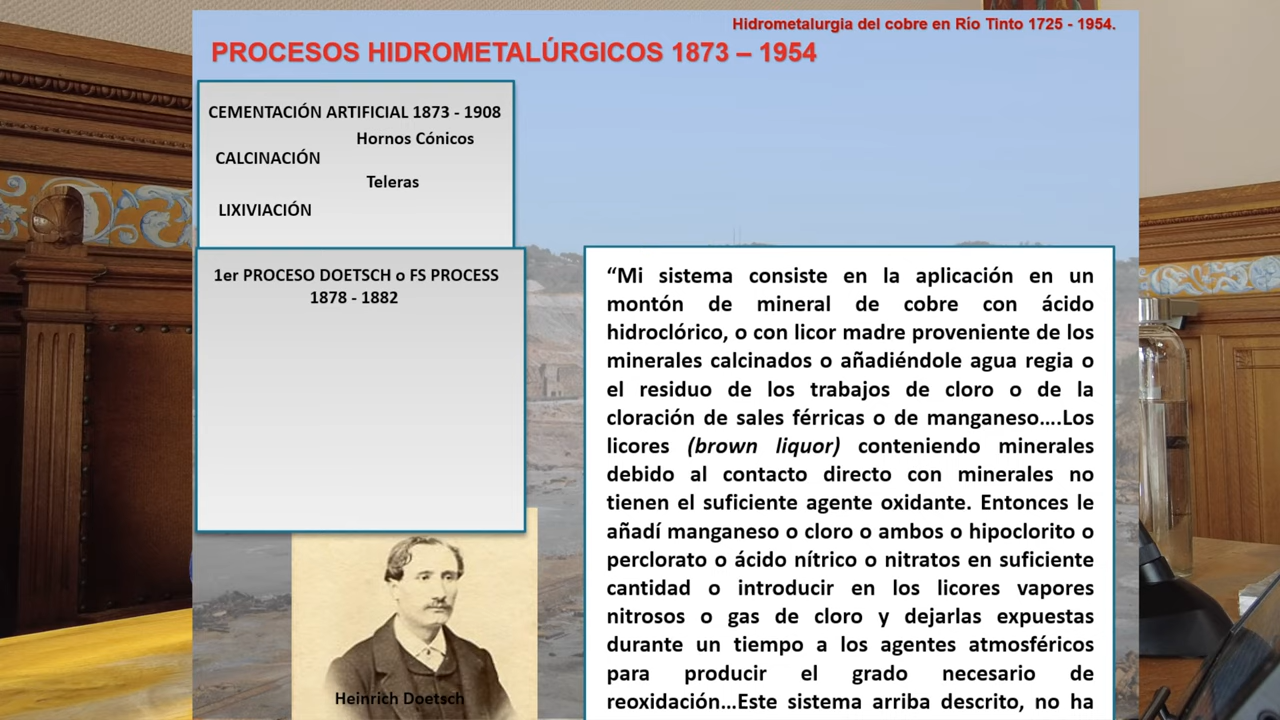 Hidrometalurgia del cobre en Río Tinto 1725 - 1954.
PROCESOS HIDROMETALÚRGICOS 1873 – 1954
CEMENTACIÓN ARTIFICIAL 1873 - 1908
Hornos Cónicos
CALCINACIÓN
Teleras
LIXIVIACIÓN
1er PROCESO DOETSCH o FS PROCESS
1878 - 1882
Heinrich Doetsch
“Mi sistema consiste en la aplicación en un
montón de mineral de cobre con ácido
hidroclórico, o con licor madre proveniente de los
minerales calcinados o añadiéndole agua regia o
el residuo de los trabajos de cloro o de la
cloración de sales férricas o de manganeso….Los
licores (brown liquor) conteniendo minerales
debido al contacto directo con minerales no
tienen el suficiente agente oxidante. Entonces le
añadí manganeso o cloro o ambos o hipoclorito o
perclorato o ácido nítrico o nitratos en suficiente
cantidad o introducir en los licores vapores
nitrosos o gas de cloro y dejarlas expuestas
durante un tiempo a los agentes atmosféricos
para producir el grado necesario de
reoxidación…Este sistema arriba descrito, no ha